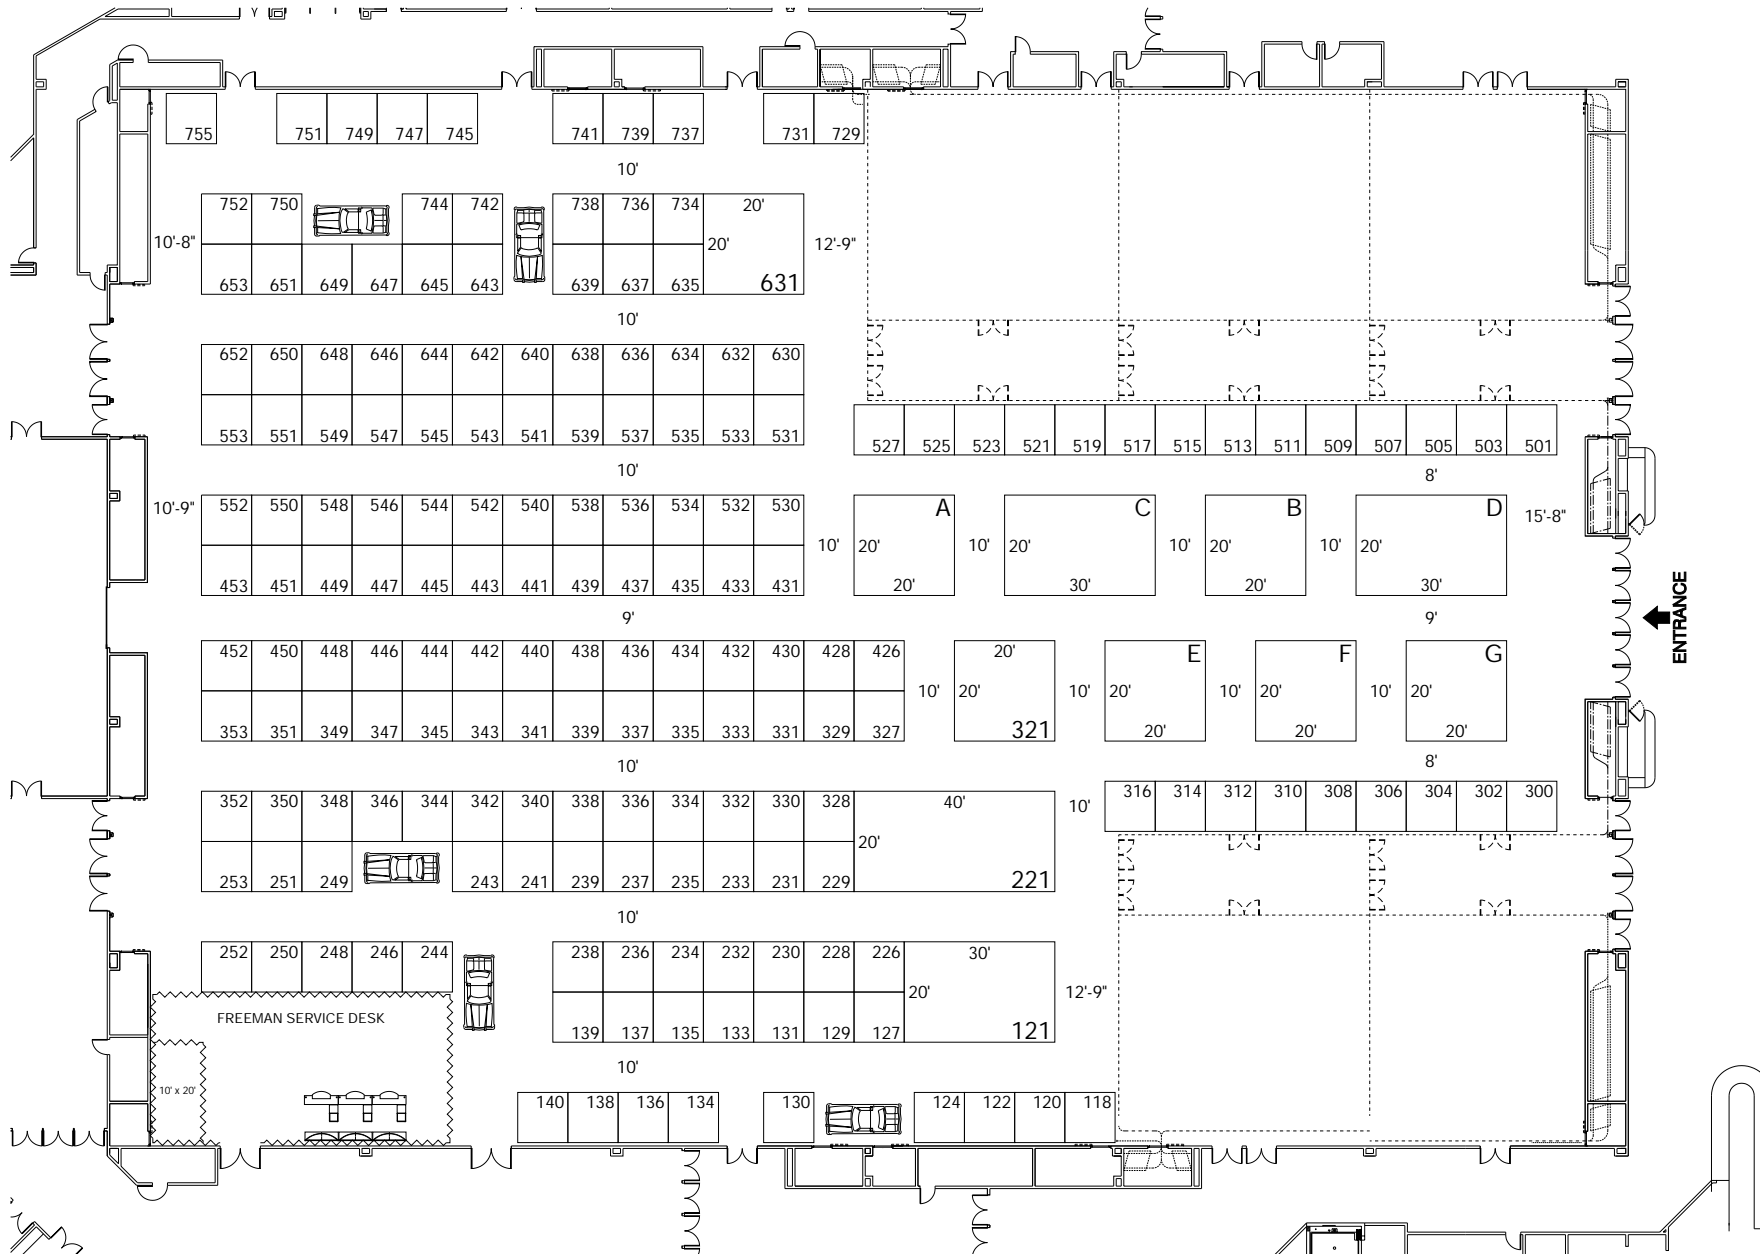 755 751 749 747 745 741 739 737 731 729
10'
752 750 744 742 738 736 734 20'
10'-8" 20' 12'-9"
653 651 649 647 645 643 639 637 635 631
10'
652 650 648 646 644 642 640 638 636 634 632 630
553 551 549 547 545 543 541 539 537 535 533 531 527 525 523 521 519 517 515 513 511 509 507 505 503 501
10' 8'
10'-9" 552 550 548 546 544 542 540 538 536 534 532 530 A C B D 15'-8"
10' 20' 10' 20' 10' 20' 10' 20'
453 451 449 447 445 443 441 439 437 435 433 431 20' 30' 20' 30'
9' 9'
ENTRANCE
452 450 448 446 444 442 440 438 436 434 432 430 428 426 20' E F G
10' 20' 10' 20' 10' 20' 10' 20'
353 351 349 347 345 343 341 339 337 335 333 331 329 327 321 20' 20' 20'
10' 8'
352 350 348 346 344 342 340 338 336 334 332 330 328 40' 10' 316 314 312 310 308 306 304 302 300
20'
253 251 249 243 241 239 237 235 233 231 229 221
10'
252 250 248 246 244 238 236 234 232 230 228 226 30'
20' 12'-9"
FREEMAN SERVICE DESK
139 137 135 133 131 129 127 121
10'
10' x 20'
140 138 136 134 130 124 122 120 118